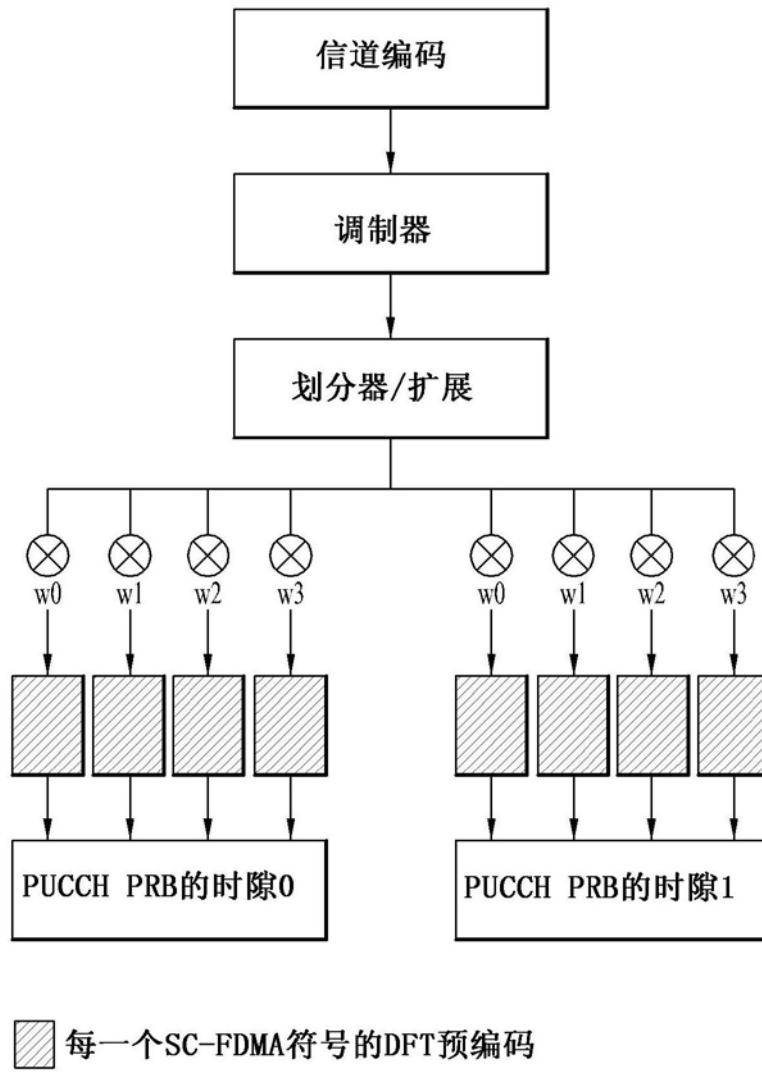 信道编码
调制器
划分器/扩展
w0 w1 w2 w3 w0 w1 w2 w3
PUCCH PRB的时隙0 PUCCH PRB的时隙1
每一个SC-FDMA符号的DFT预编码